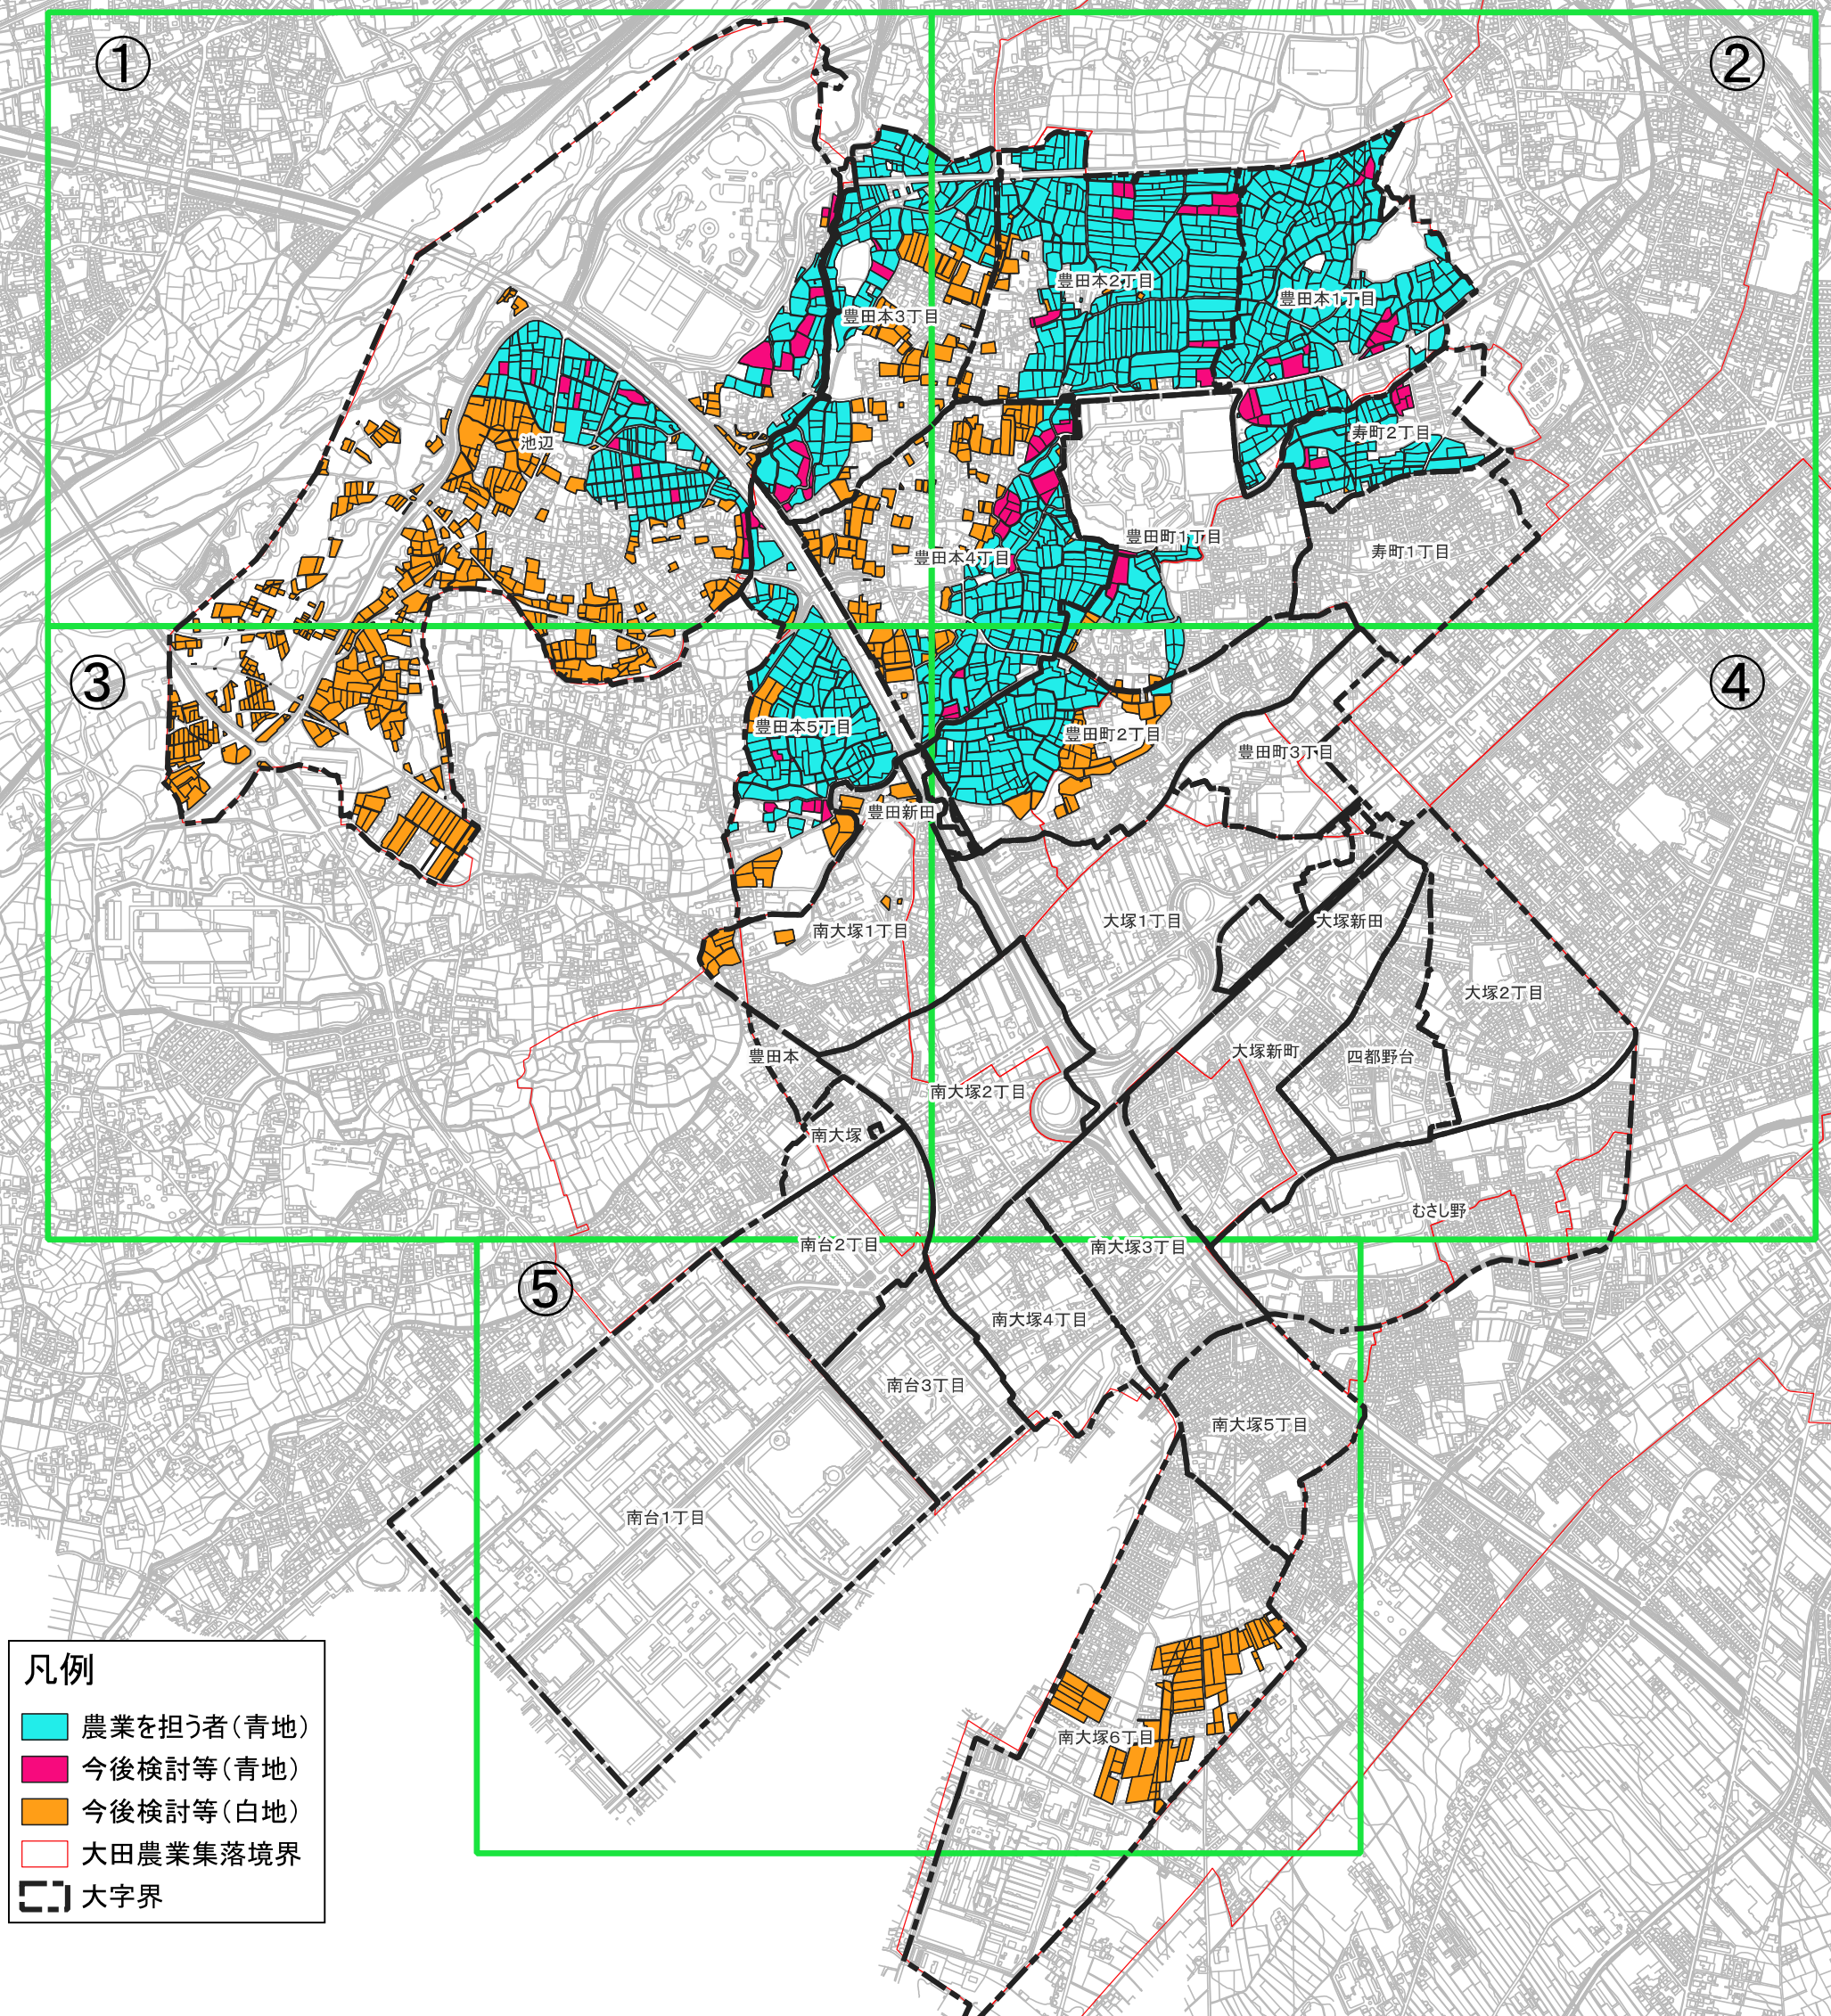 ①
②
豊田本2丁目
豊田本1丁目
豊田本3丁目
池辺
寿町2丁目
豊田町1丁目
寿町1丁目
豊田本4丁目
③
④
豊田本5丁目
豊田町2丁目
豊田町3丁目
豊田新田
南大塚1丁目
大塚1丁目
大塚新田
大塚2丁目
豊田本
大塚新町
四都野台
南大塚2丁目
南大塚
むさし野
南台2丁目
南大塚3丁目
⑤
南大塚4丁目
南台3丁目
南大塚5丁目
南台1丁目
南大塚6丁目
凡例
農業を担う者(青地)
今後検討等(青地)
今後検討等(白地)
大田農業集落境界
大字界